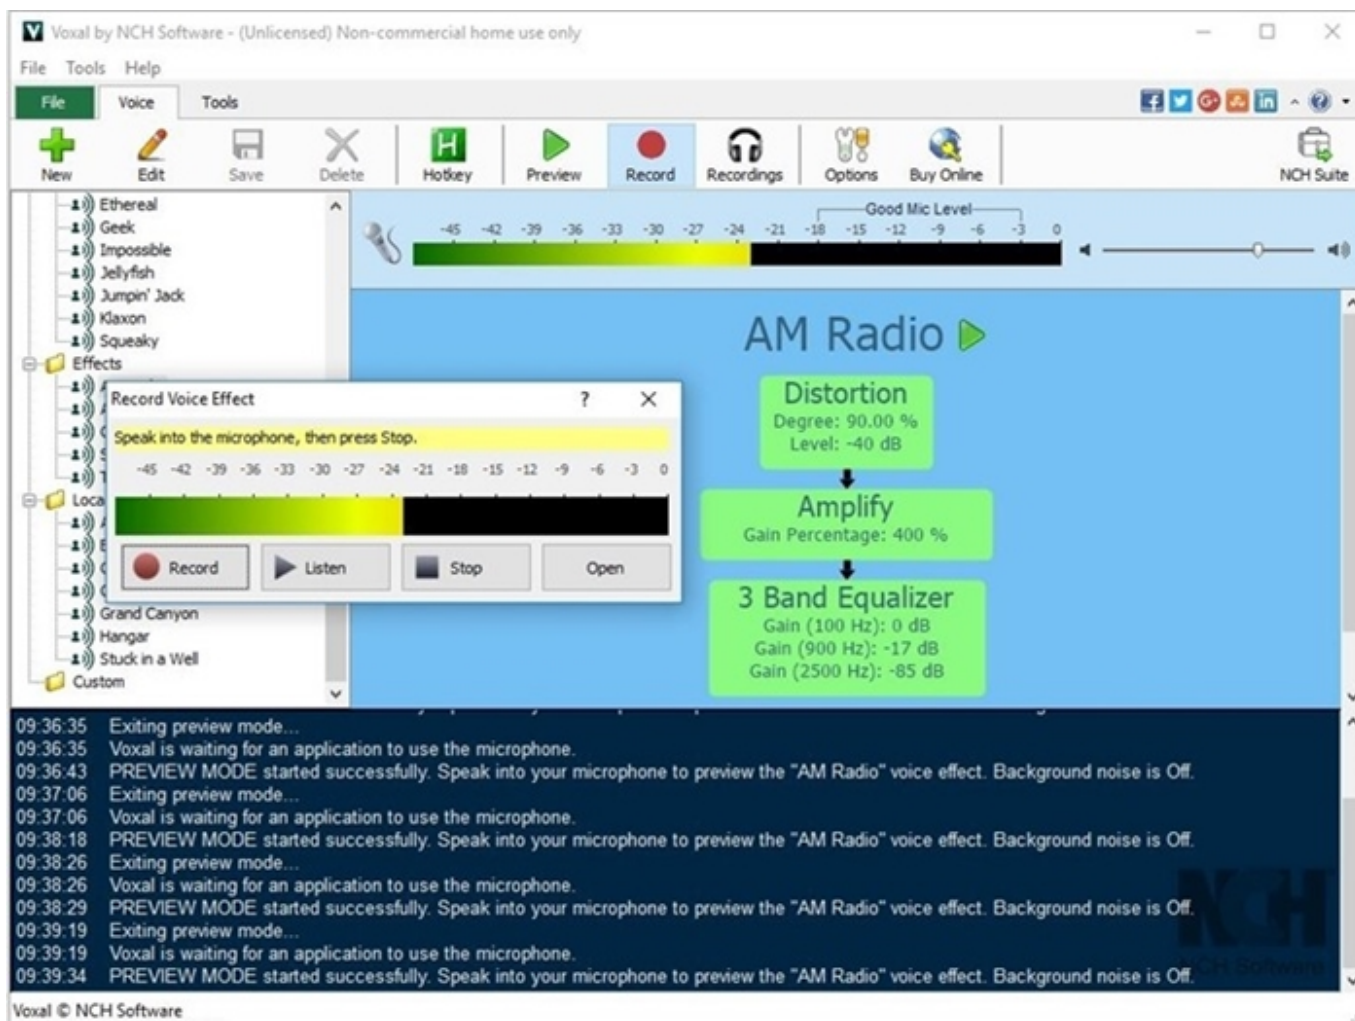 Voxal by NCH Software - (Unlicensed) Non-commercial home use only
File Tools Help
File Voice Tools
New Edit Save Delete Hotkey Preview Record Recordings Options Buy Online NCH Suite
Ethereal
Geek
Impossible
Jellyfish
Jumpin' Jack
Klaxon
Squeaky
Effects
Loca
Grand Canyon
Hangar
Stuck in a Well
Custom
Good Mic Level
-45 -42 -39 -36 -33 -30 -27 -24 -21 -18 -15 -12 -9 -6 -3 0
AM Radio
Distortion
Degree: 90.00 %
Level: -40 dB
Amplify
Gain Percentage: 400 %
3 Band Equalizer
Gain (100 Hz): 0 dB
Gain (900 Hz): -17 dB
Gain (2500 Hz): -85 dB
Record Voice Effect ?
Speak into the microphone, then press Stop.
-45 -42 -39 -36 -33 -30 -27 -24 -21 -18 -15 -12 -9 -6 -3 0
Record Listen Stop Open
09:36:35 Exiting preview mode...
09:36:35 Voxal is waiting for an application to use the microphone.
09:36:43 PREVIEW MODE started successfully. Speak into your microphone to preview the "AM Radio" voice effect. Background noise is Off.
09:37:06 Exiting preview mode...
09:37:06 Voxal is waiting for an application to use the microphone.
09:38:18 PREVIEW MODE started successfully. Speak into your microphone to preview the "AM Radio" voice effect. Background noise is Off.
09:38:26 Exiting preview mode...
09:38:26 Voxal is waiting for an application to use the microphone.
09:38:29 PREVIEW MODE started successfully. Speak into your microphone to preview the "AM Radio" voice effect. Background noise is Off.
09:39:19 Exiting preview mode...
09:39:19 Voxal is waiting for an application to use the microphone.
09:39:34 PREVIEW MODE started successfully. Speak into your microphone to preview the "AM Radio" voice effect. Background noise is Off.
NCH
NCH Software
Voxal © NCH Software